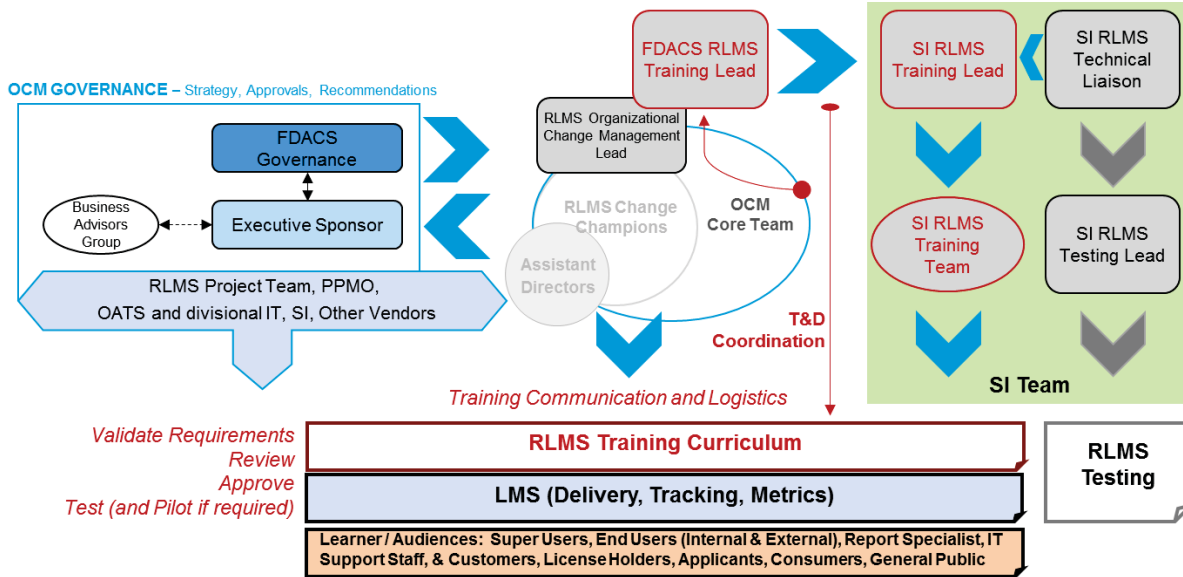 OCM GOVERNANCE – Strategy, Approvals, Recommendations
FDACS
Governance
Business
Advisors
Group
Executive Sponsor
RLMS Project Team, PPMO,
OATS and divisional IT, SI, Other Vendors
FDACS RLMS
Training Lead
RLMS Organizational
Change Management
Lead
RLMS Change
Champions
OCM
Core Team
Assistant
Directors
T&D
Coordination
SI RLMS
Training Lead
SI RLMS
Technical
Liaison
SI RLMS
Training
Team
SI RLMS
Testing Lead
SI Team
Training Communication and Logistics
Validate Requirements
Review
Approve
Test (and Pilot if required)
RLMS Training Curriculum
LMS (Delivery, Tracking, Metrics)
Learner / Audiences: Super Users, End Users (Internal & External), Report Specialist, IT
Support Staff, & Customers, License Holders, Applicants, Consumers, General Public
RLMS
Testing